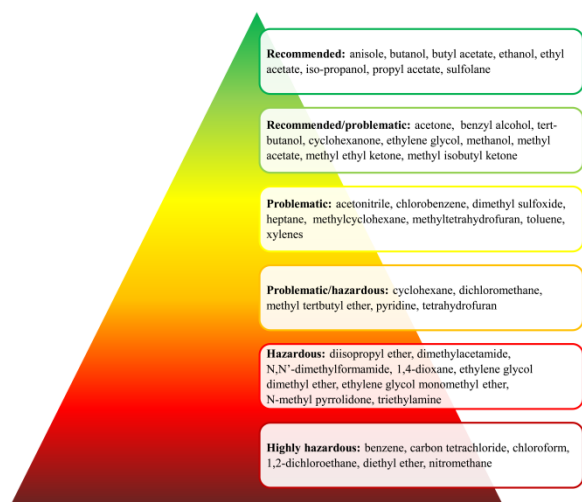 Recommended: anisole, butanol, butyl acetate, ethanol, ethyl
acetate, iso-propanol, propyl acetate, sulfolane
Recommended/problematic: acetone, benzyl alcohol, tert-
butanol, cyclohexanone, ethylene glycol, methanol, methyl
acetate, methyl ethyl ketone, methyl isobutyl ketone
Problematic: acetonitrile, chlorobenzene, dimethyl sulfoxide,
heptane, methylcyclohexane, methyltetrahydrofuran, toluene,
xylenes
Problematic/hazardous: cyclohexane, dichloromethane,
methyl tertbutyl ether, pyridine, tetrahydrofuran
Hazardous: diisopropyl ether, dimethylacetamide,
N,N’-dimethylformamide, 1,4-dioxane, ethylene glycol
dimethyl ether, ethylene glycol monomethyl ether,
N-methyl pyrrolidone, triethylamine
Highly hazardous: benzene, carbon tetrachloride, chloroform,
1,2-dichloroethane, diethyl ether, nitromethane